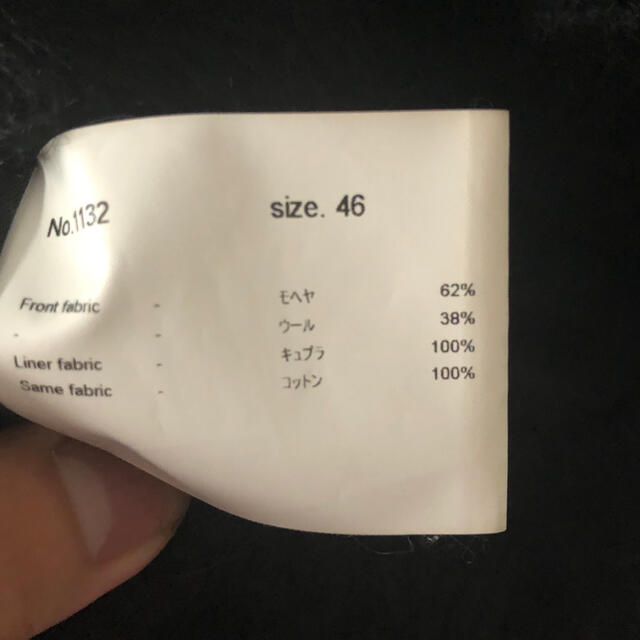 No.1132 size. 46
Front fabric - モヘヤ 62%
- - ウール 38%
Liner fabric - キュプラ 100%
Same fabric - コットン 100%